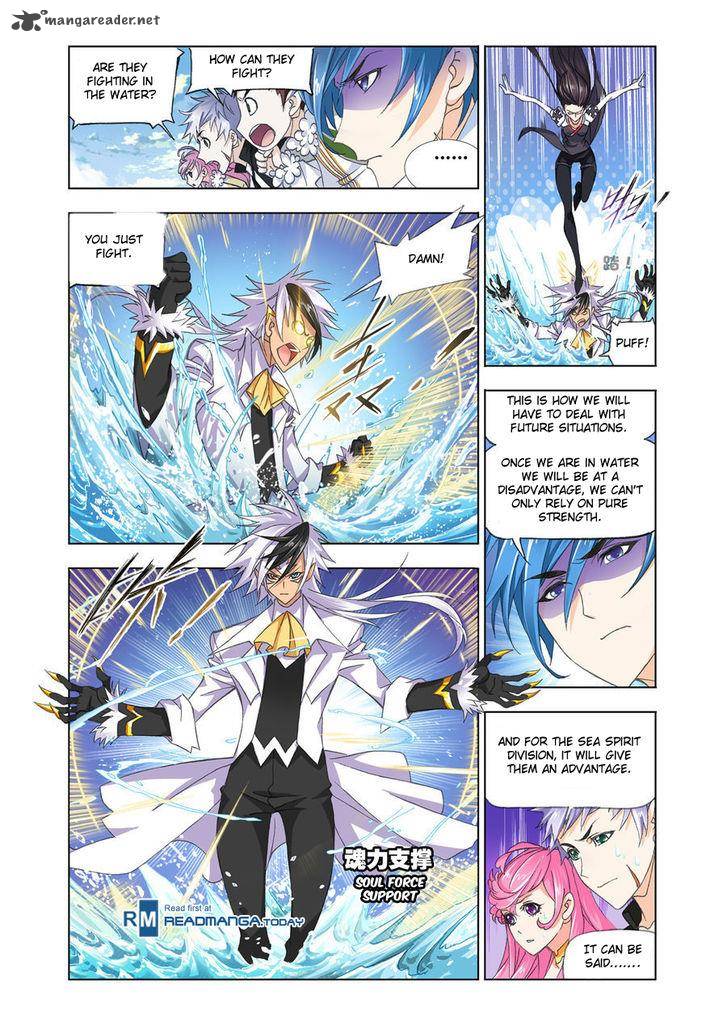 mangareader.net
ARE THEY
FIGHTING IN
THE WATER?
HOW CAN THEY
FIGHT?
......
踏!
PUFF!
YOU JUST
FIGHT.
DAMN!
THIS IS HOW WE WILL
HAVE TO DEAL WITH
FUTURE SITUATIONS.
ONCE WE ARE IN WATER
WE WILL BE AT A
DISADVANTAGE, WE CAN'T
ONLY RELY ON PURE
STRENGTH.
魂力支撑
SOUL FORCE
SUPPORT
RM
Read first at
READMANGA.TODAY
AND FOR THE SEA SPIRIT
DIVISION, IT WILL GIVE
THEM AN ADVANTAGE.
IT CAN BE
SAID.......